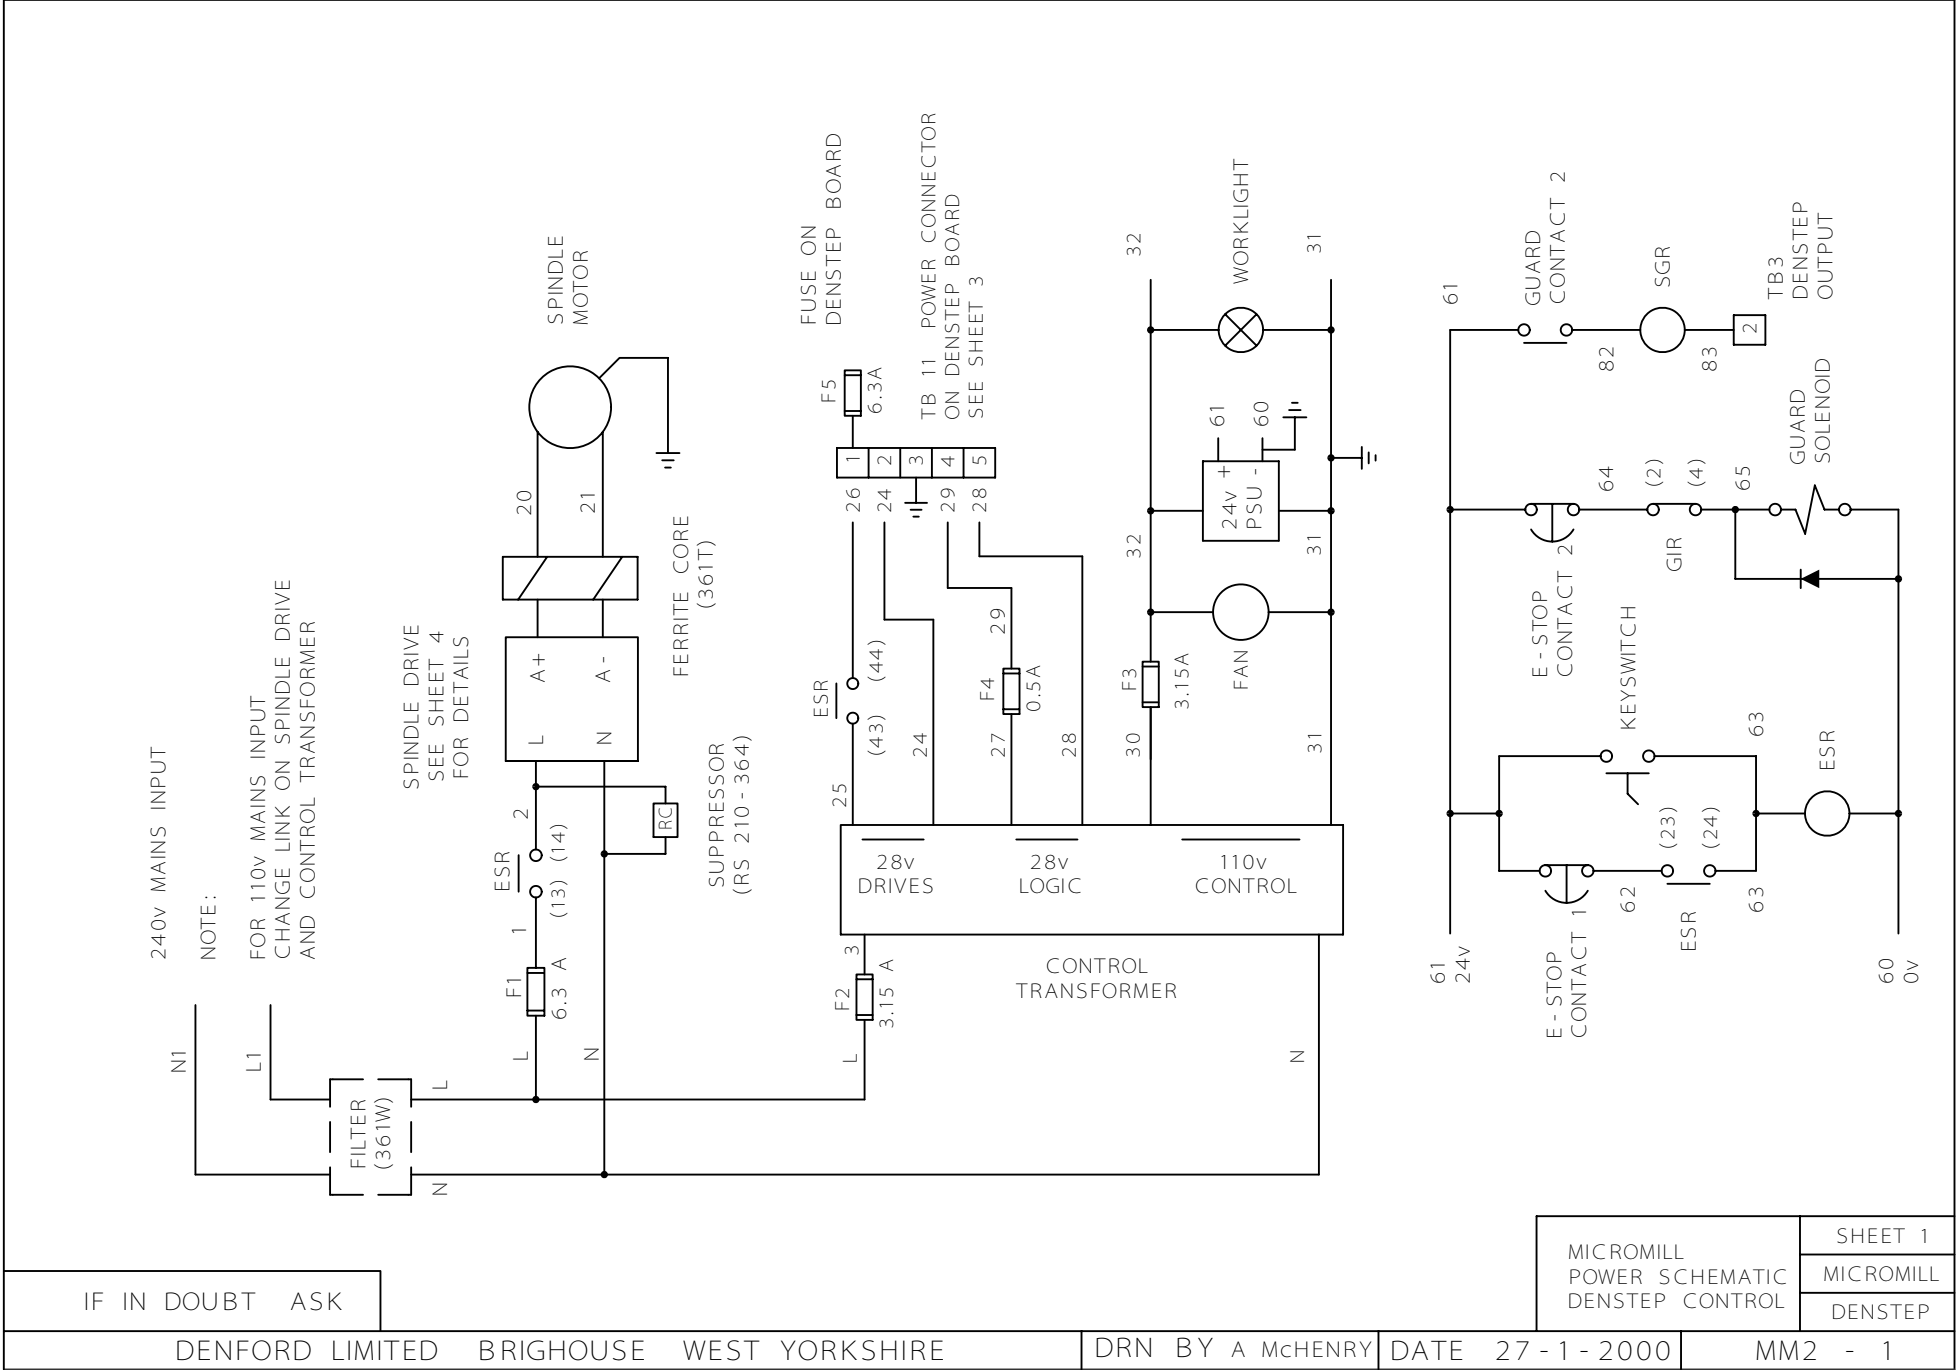 240v MAINS INPUT
NOTE:
FOR 110v MAINS INPUT
CHANGE LINK ON SPINDLE DRIVE
AND CONTROL TRANSFORMER
N1
L1
FILTER
(361W)
L
N
L
N
F1
6.3 A
1
ESR
(13) (14)
2
RC
SUPPRESSOR
(RS 210-364)
SPINDLE DRIVE
SEE SHEET 4
FOR DETAILS
L
N
A+
A-
FERRITE CORE
(361T)
20
21
SPINDLE
MOTOR
L
F2
3.15 A
3
N
CONTROL
TRANSFORMER
28v
DRIVES
28v
LOGIC
110v
CONTROL
25
ESR
(43)
(44)
24
27
F4
0.5A
29
28
26
24
29
28
1
2
3
4
5
F5
6.3A
FUSE ON
DENSTEP BOARD
TB 11 POWER CONNECTOR
ON DENSTEP BOARD
SEE SHEET 3
30
F3
3.15A
31
FAN
32
31
24v +
PSU -
61
60
WORKLIGHT
32
31
61
24v
60
0v
E-STOP
CONTACT 1
62
ESR
(23)
(24)
63
KEYSWITCH
63
ESR
E-STOP
CONTACT 2
64
GIR
(2)
(4)
65
GUARD
SOLENOID
61
GUARD
CONTACT 2
82
SGR
83
2
TB3
DENSTEP
OUTPUT
IF IN DOUBT ASK
MICROMILL
POWER SCHEMATIC
DENSTEP CONTROL
SHEET 1
MICROMILL
DENSTEP
DENFORD LIMITED BRIGHOUSE WEST YORKSHIRE
DRN BY A McHENRY
DATE 27-1-2000
MM2 - 1